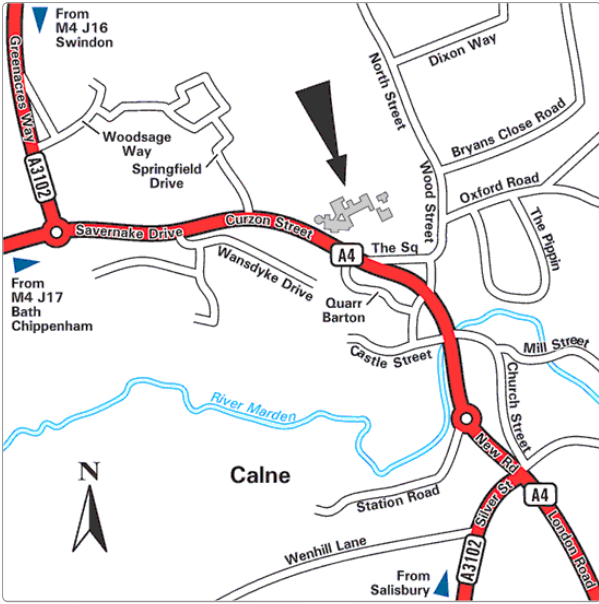 From
M4 J16
Swindon
Greenacres Way
A3102
Woodsage
Way
Springfield
Drive
North Street
Dixon Way
Bryans Close Road
Wood Street
Oxford Road
The Pippin
Savernake Drive
Curzon Street
A4
The Sq
Wansdyke Drive
Quarr
Barton
From
M4 J17
Bath
Chippenham
Castle Street
Mill Street
Church Street
River Marden
N
Calne
New Rd
A4
London Road
Station Road
Silver St
A3102
Wenhill Lane
From
Salisbury